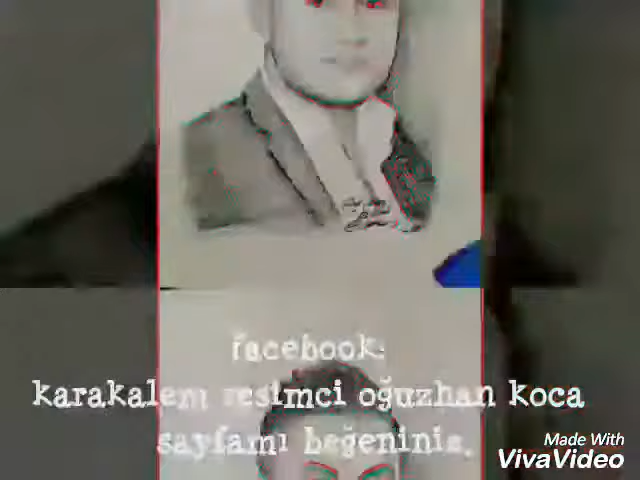 facebook:
karakalem resimci oğuzhan koca
sayfamı beğeniniz.
Made With
VivaVideo